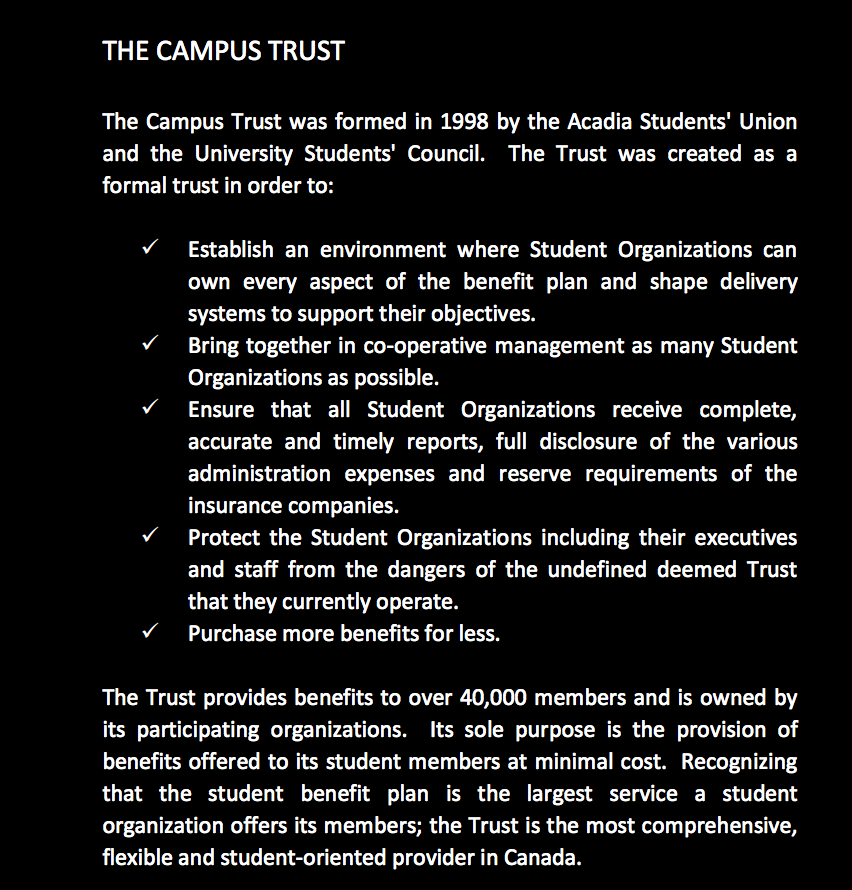 THE CAMPUS TRUST
The Campus Trust was formed in 1998 by the Acadia Students' Union
and the University Students' Council.  The Trust was created as a
formal trust in order to:
✓ Establish an environment where Student Organizations can
own every aspect of the benefit plan and shape delivery
systems to support their objectives.
✓ Bring together in co-operative management as many Student
Organizations as possible.
✓ Ensure that all Student Organizations receive complete,
accurate and timely reports, full disclosure of the various
administration expenses and reserve requirements of the
insurance companies.
✓ Protect the Student Organizations including their executives
and staff from the dangers of the undefined deemed Trust
that they currently operate.
✓ Purchase more benefits for less.
The Trust provides benefits to over 40,000 members and is owned by
its participating organizations.  Its sole purpose is the provision of
benefits offered to its student members at minimal cost.  Recognizing
that the student benefit plan is the largest service a student
organization offers its members; the Trust is the most comprehensive,
flexible and student-oriented provider in Canada.